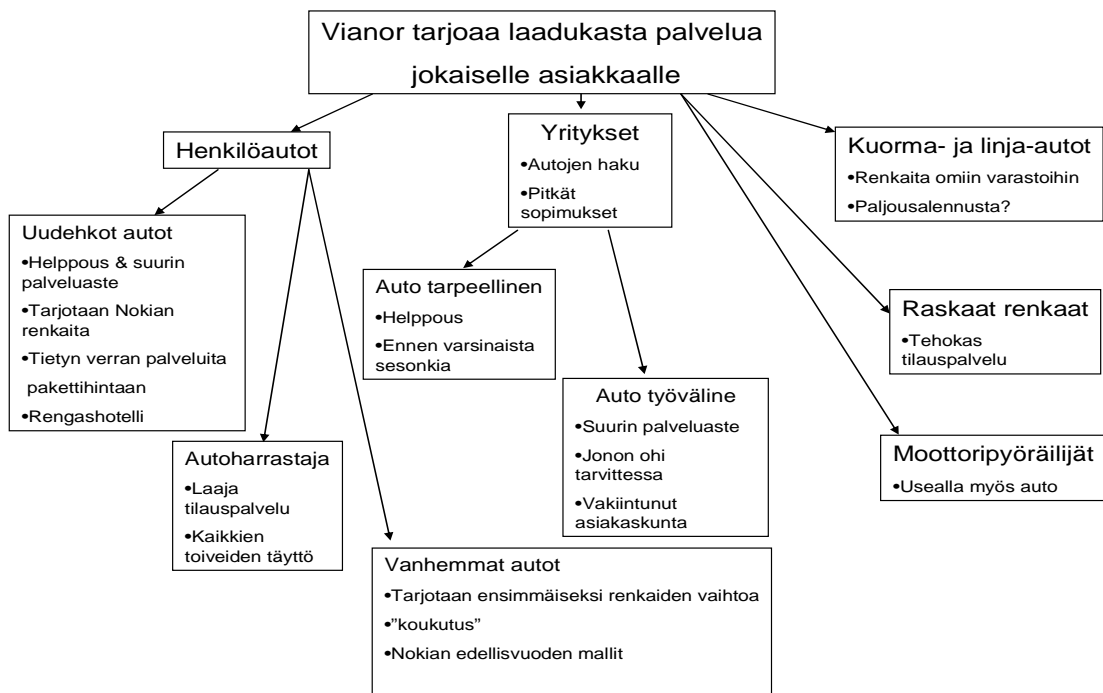 Vianor tarjoaa laadukasta palvelua
jokaiselle asiakkaalle
Henkilöautot
Yritykset
•Autojen haku
•Pitkät
sopimukset
Kuorma- ja linja-autot
•Renkaita omiin varastoihin
•Paljousalennusta?
Uudehkot autot
•Helppous & suurin
palveluaste
•Tarjotaan Nokian
renkaita
•Tietyn verran palveluita
pakettihintaan
•Rengashotelli
Auto tarpeellinen
•Helppous
•Ennen varsinaista
sesonkia
Raskaat renkaat
•Tehokas
tilauspalvelu
Auto työväline
•Suurin palveluaste
•Jonon ohi
tarvittessa
•Vakiintunut
asiakaskunta
Autoharrastaja
•Laaja
tilauspalvelu
•Kaikkien
toiveiden täyttö
Moottoripyöräilijät
•Usealla myös auto
Vanhemmat autot
•Tarjotaan ensimmäiseksi renkaiden vaihtoa
•”koukutus”
•Nokian edellisvuoden mallit